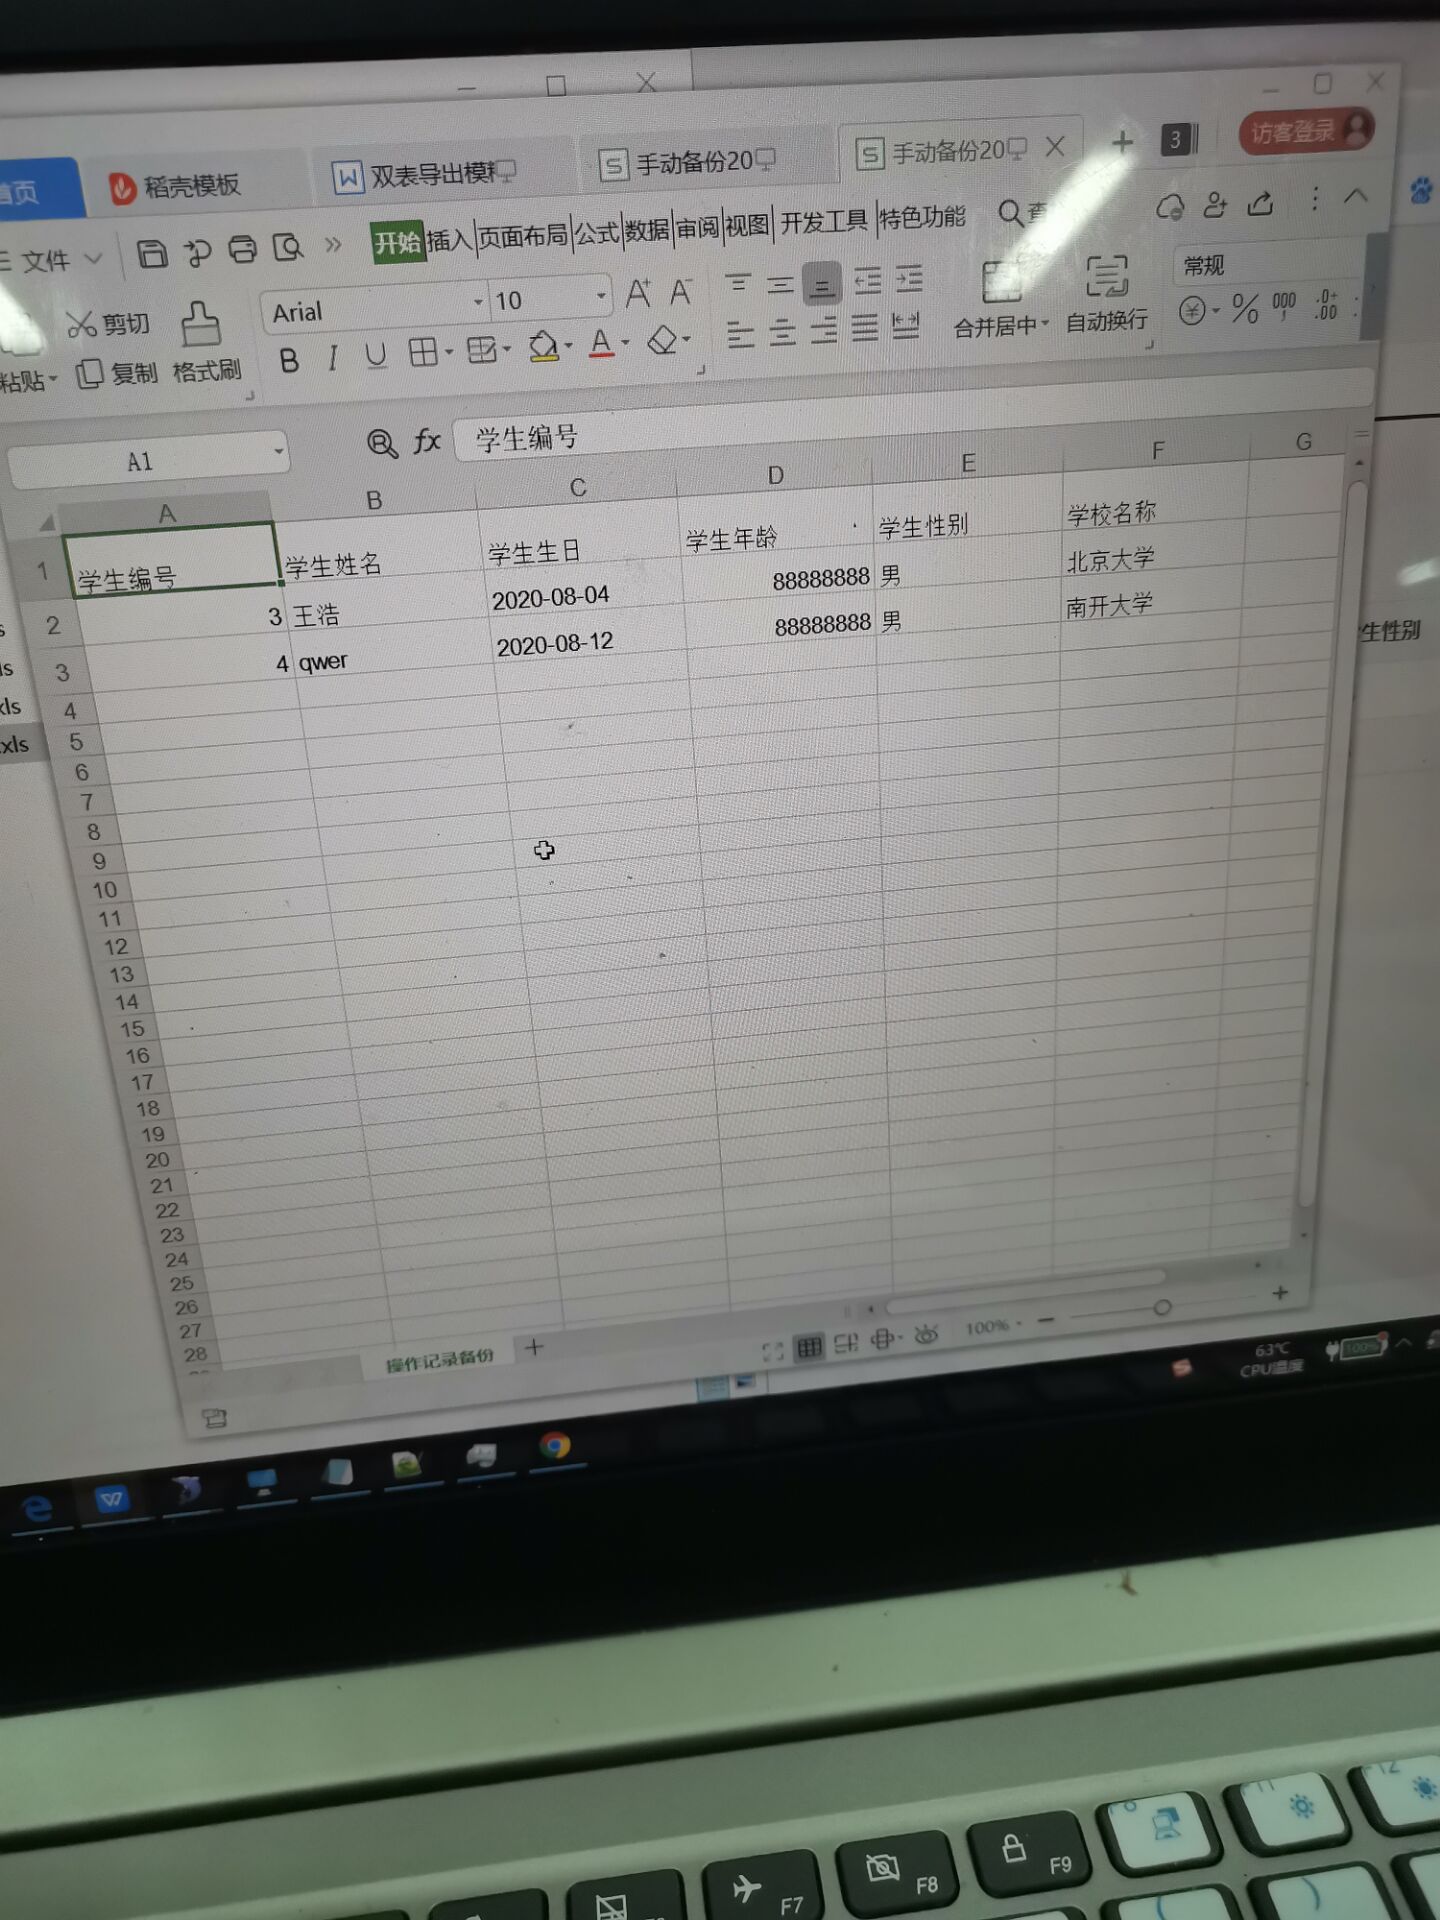 首页 稻壳模板 双表导出模 手动备份20 手动备份20 3 访客登录
文件 开始 插入 页面布局 公式 数据 审阅 视图 开发工具 特色功能 查
剪切 Arial 10 常规
粘贴 复制 格式刷 B I U A 合并居中 自动换行 % 000 .00
A1 fx 学生编号
A B C D E F G
1 学生编号 学生姓名 学生生日 学生年龄 学生性别 学校名称
2 3 王浩 2020-08-04 88888888 男 北京大学
3 4 qwer 2020-08-12 88888888 男 南开大学
4
5
6
7
8
9
10
11
12
13
14
15
16
17
18
19
20
21
22
23
24
25
26
27
28
生性别
xls
操作记录备份 100%
63℃
CPU温度
100%
F7 F8 F9